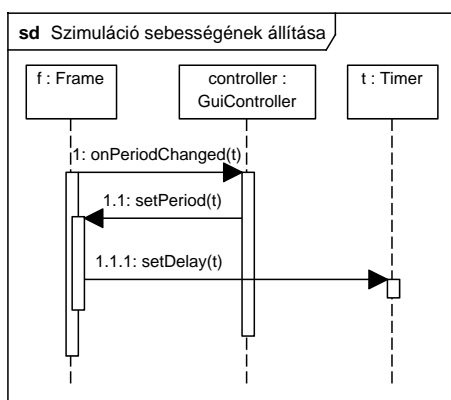 sd Szimuláció sebességének állítása
f : Frame
controller :
GuiController
t : Timer
1: onPeriodChanged(t)
1.1: setPeriod(t)
1.1.1: setDelay(t)